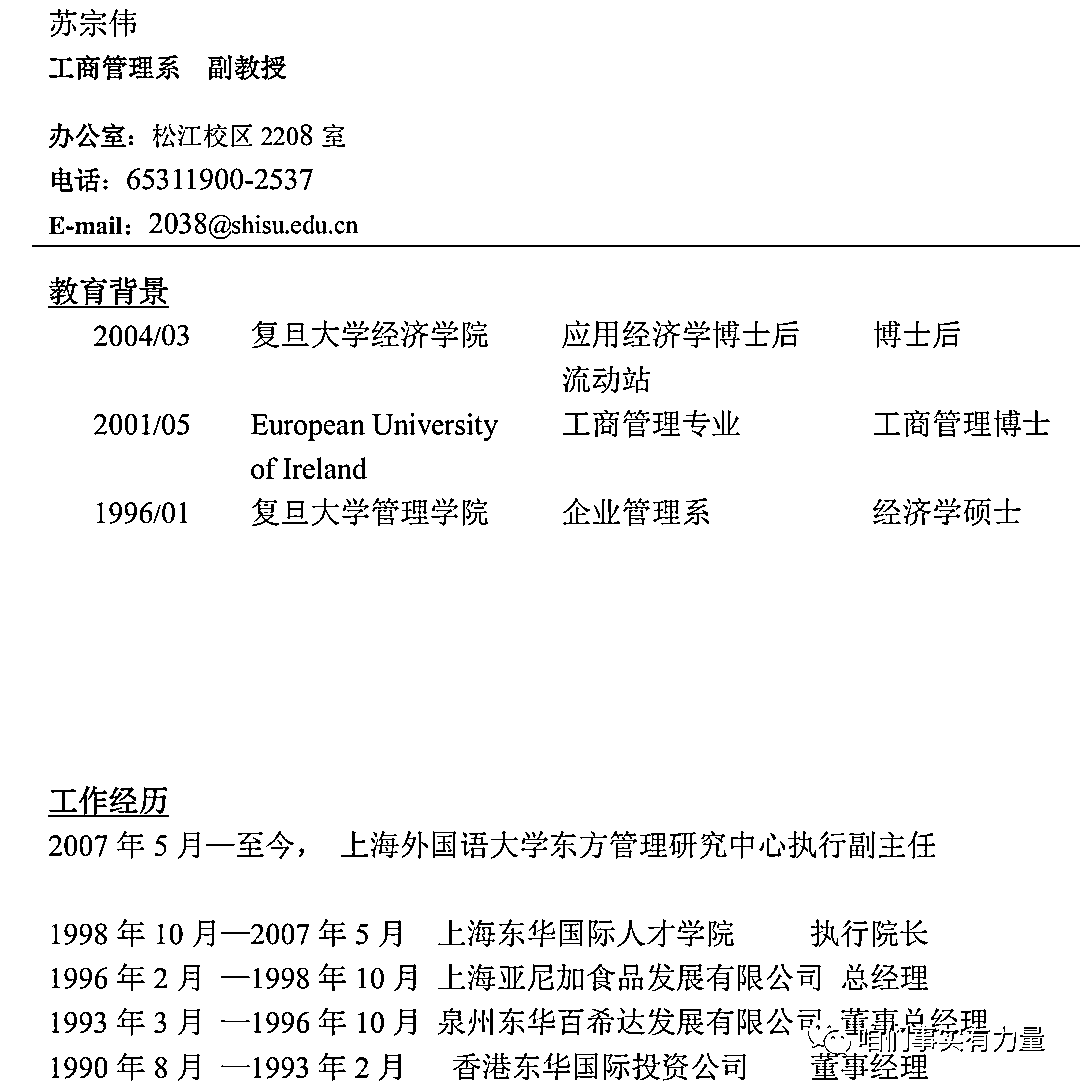 苏宗伟
工商管理系 副教授
办公室：松江校区 2208 室
电话：65311900-2537
E-mail：2038@shisu.edu.cn
教育背景
2004/03 复旦大学经济学院 应用经济学博士后 博士后
流动站
2001/05 European University 工商管理专业 工商管理博士
of Ireland
1996/01 复旦大学管理学院 企业管理系 经济学硕士
工作经历
2007 年 5 月—至今， 上海外国语大学东方管理研究中心执行副主任
1998 年 10 月—2007 年 5 月 上海东华国际人才学院 执行院长
1996 年 2 月 —1998 年 10 月 上海亚尼加食品发展有限公司 总经理
1993 年 3 月 —1996 年 10 月 泉州东华百希达发展有限公司 董事总经理
咱们事实有力量
1990 年 8 月 —1993 年 2 月 香港东华国际投资公司 董事经理